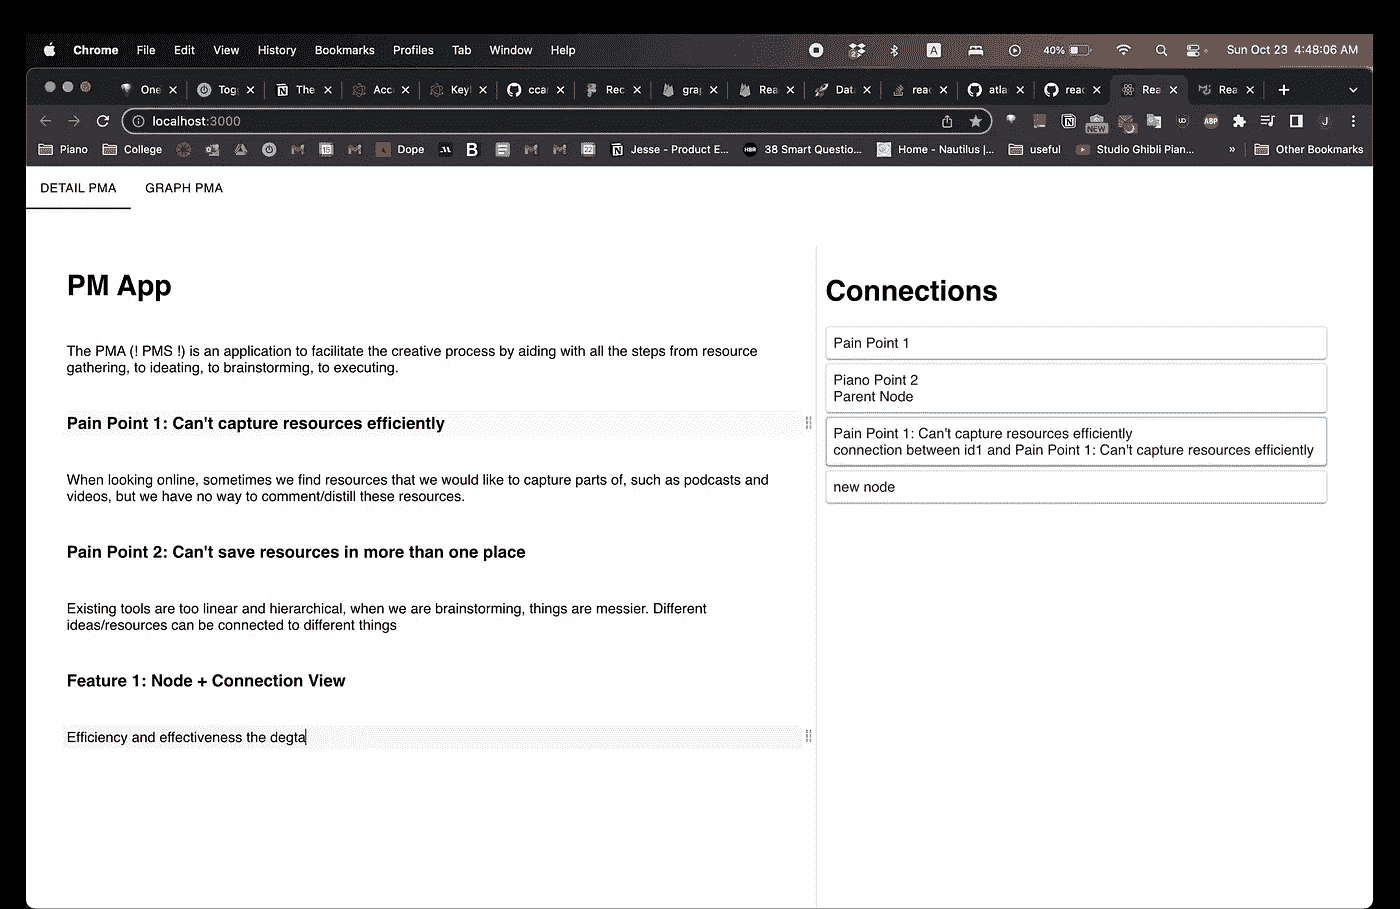 Chrome File Edit View History Bookmarks Profiles Tab Window Help A 40% Sun Oct 23 4:48:06 AM
One Tog The Acc Key cca Rec gra Rea Dat reac atla reac Rea Rea
localhost:3000 NEW UD ABP J
Piano College 15 Dope B 22 Jesse - Product E... HBR 38 Smart Questio... Home - Nautilus |... useful Studio Ghibli Pian... » Other Bookmarks
DETAIL PMA GRAPH PMA
PM App
The PMA (! PMS !) is an application to facilitate the creative process by aiding with all the steps from resource
gathering, to ideating, to brainstorming, to executing.
Pain Point 1: Can't capture resources efficiently
When looking online, sometimes we find resources that we would like to capture parts of, such as podcasts and
videos, but we have no way to comment/distill these resources.
Pain Point 2: Can't save resources in more than one place
Existing tools are too linear and hierarchical, when we are brainstorming, things are messier. Different
ideas/resources can be connected to different things
Feature 1: Node + Connection View
Efficiency and effectiveness the degta
Connections
Pain Point 1
Piano Point 2
Parent Node
Pain Point 1: Can't capture resources efficiently
connection between id1 and Pain Point 1: Can't capture resources efficiently
new node